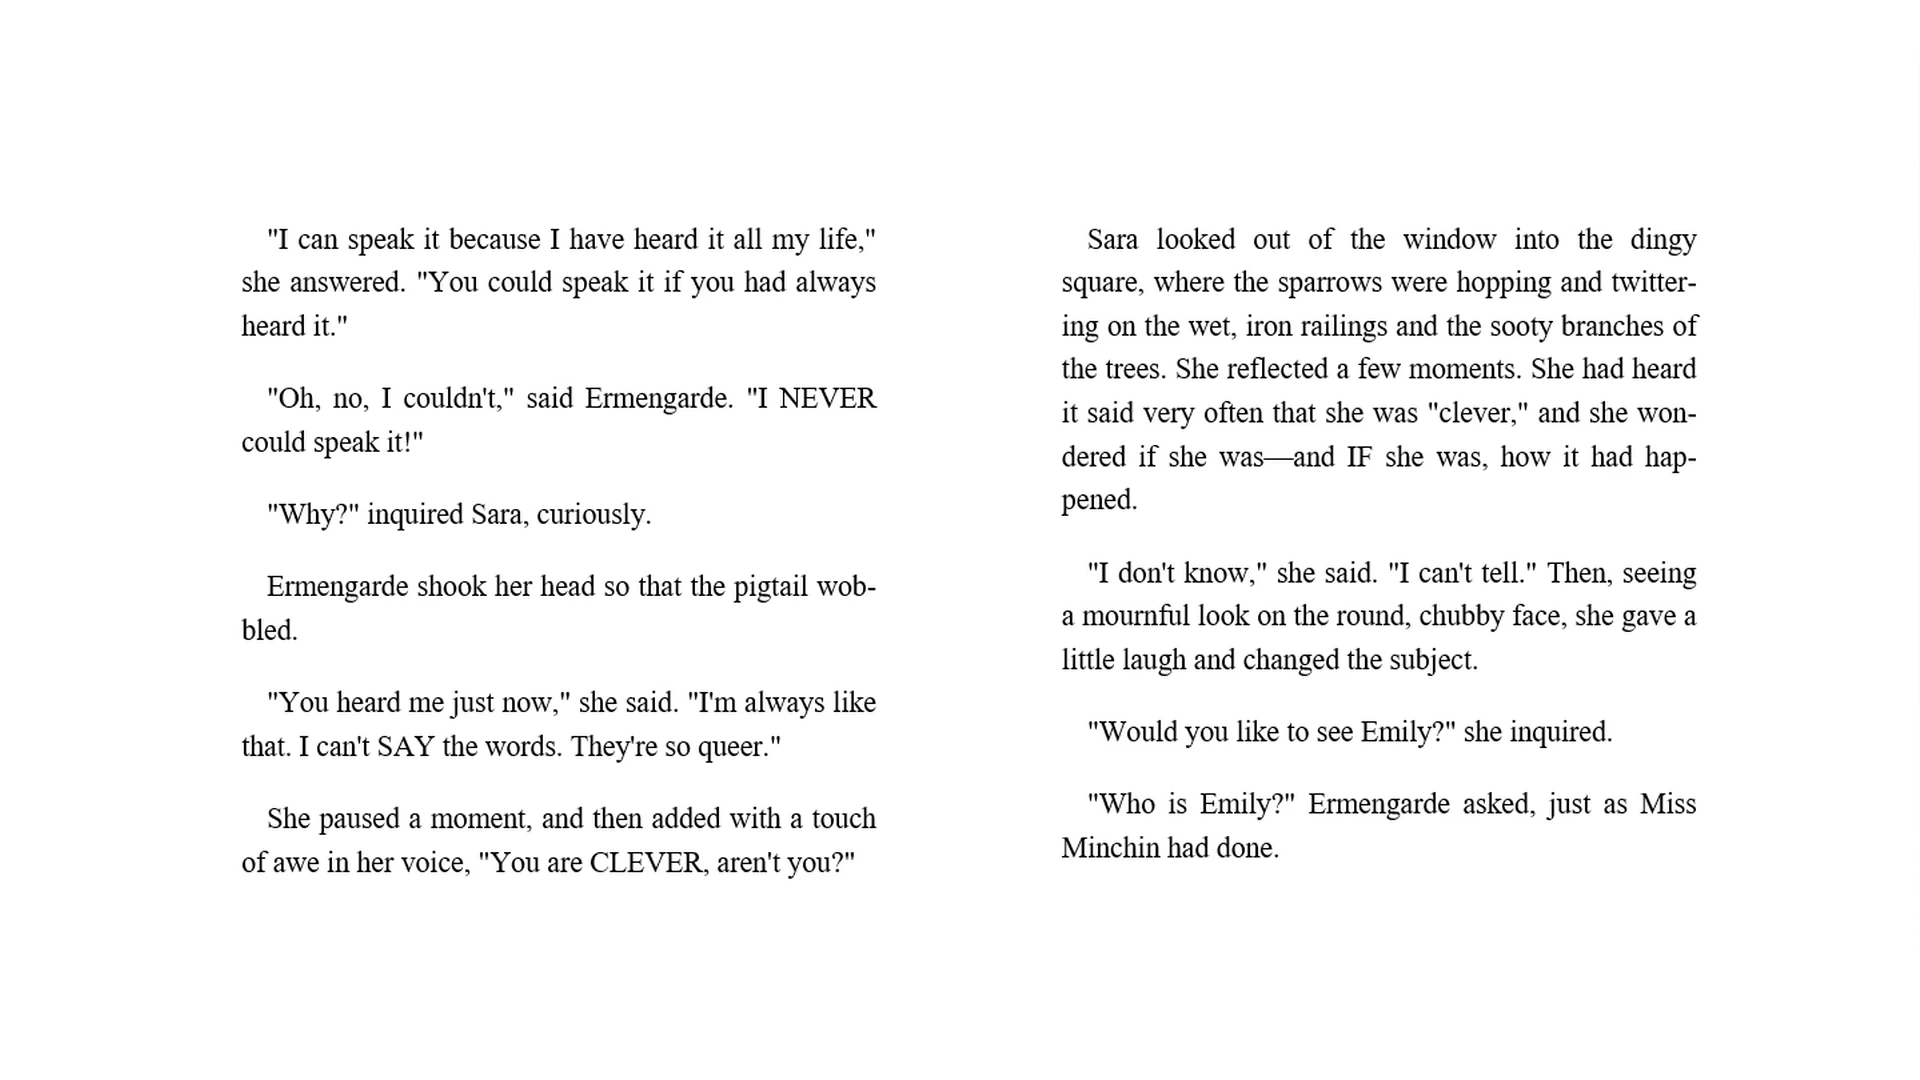 "I can speak it because I have heard it all my life,"
she answered. "You could speak it if you had always
heard it."
"Oh, no, I couldn't," said Ermengarde. "I NEVER
could speak it!"
"Why?" inquired Sara, curiously.
Ermengarde shook her head so that the pigtail wob-
bled.
"You heard me just now," she said. "I'm always like
that. I can't SAY the words. They're so queer."
She paused a moment, and then added with a touch
of awe in her voice, "You are CLEVER, aren't you?"
Sara looked out of the window into the dingy
square, where the sparrows were hopping and twitter-
ing on the wet, iron railings and the sooty branches of
the trees. She reflected a few moments. She had heard
it said very often that she was "clever," and she won-
dered if she was—and IF she was, how it had hap-
pened.
"I don't know," she said. "I can't tell." Then, seeing
a mournful look on the round, chubby face, she gave a
little laugh and changed the subject.
"Would you like to see Emily?" she inquired.
"Who is Emily?" Ermengarde asked, just as Miss
Minchin had done.